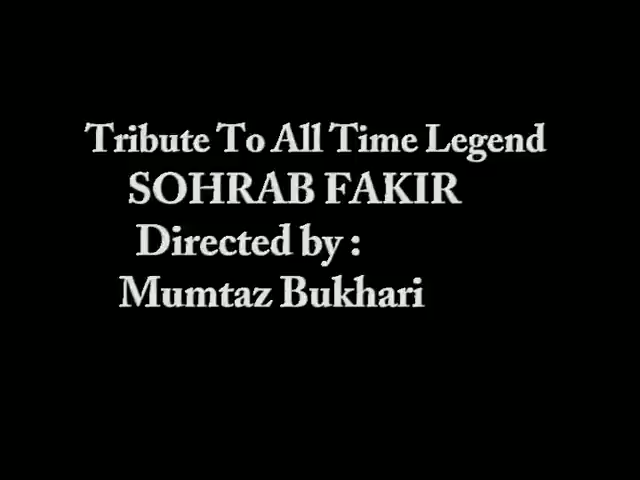 Tribute To All Time Legend
SOHRAB FAKIR
Directed by :
Mumtaz Bukhari